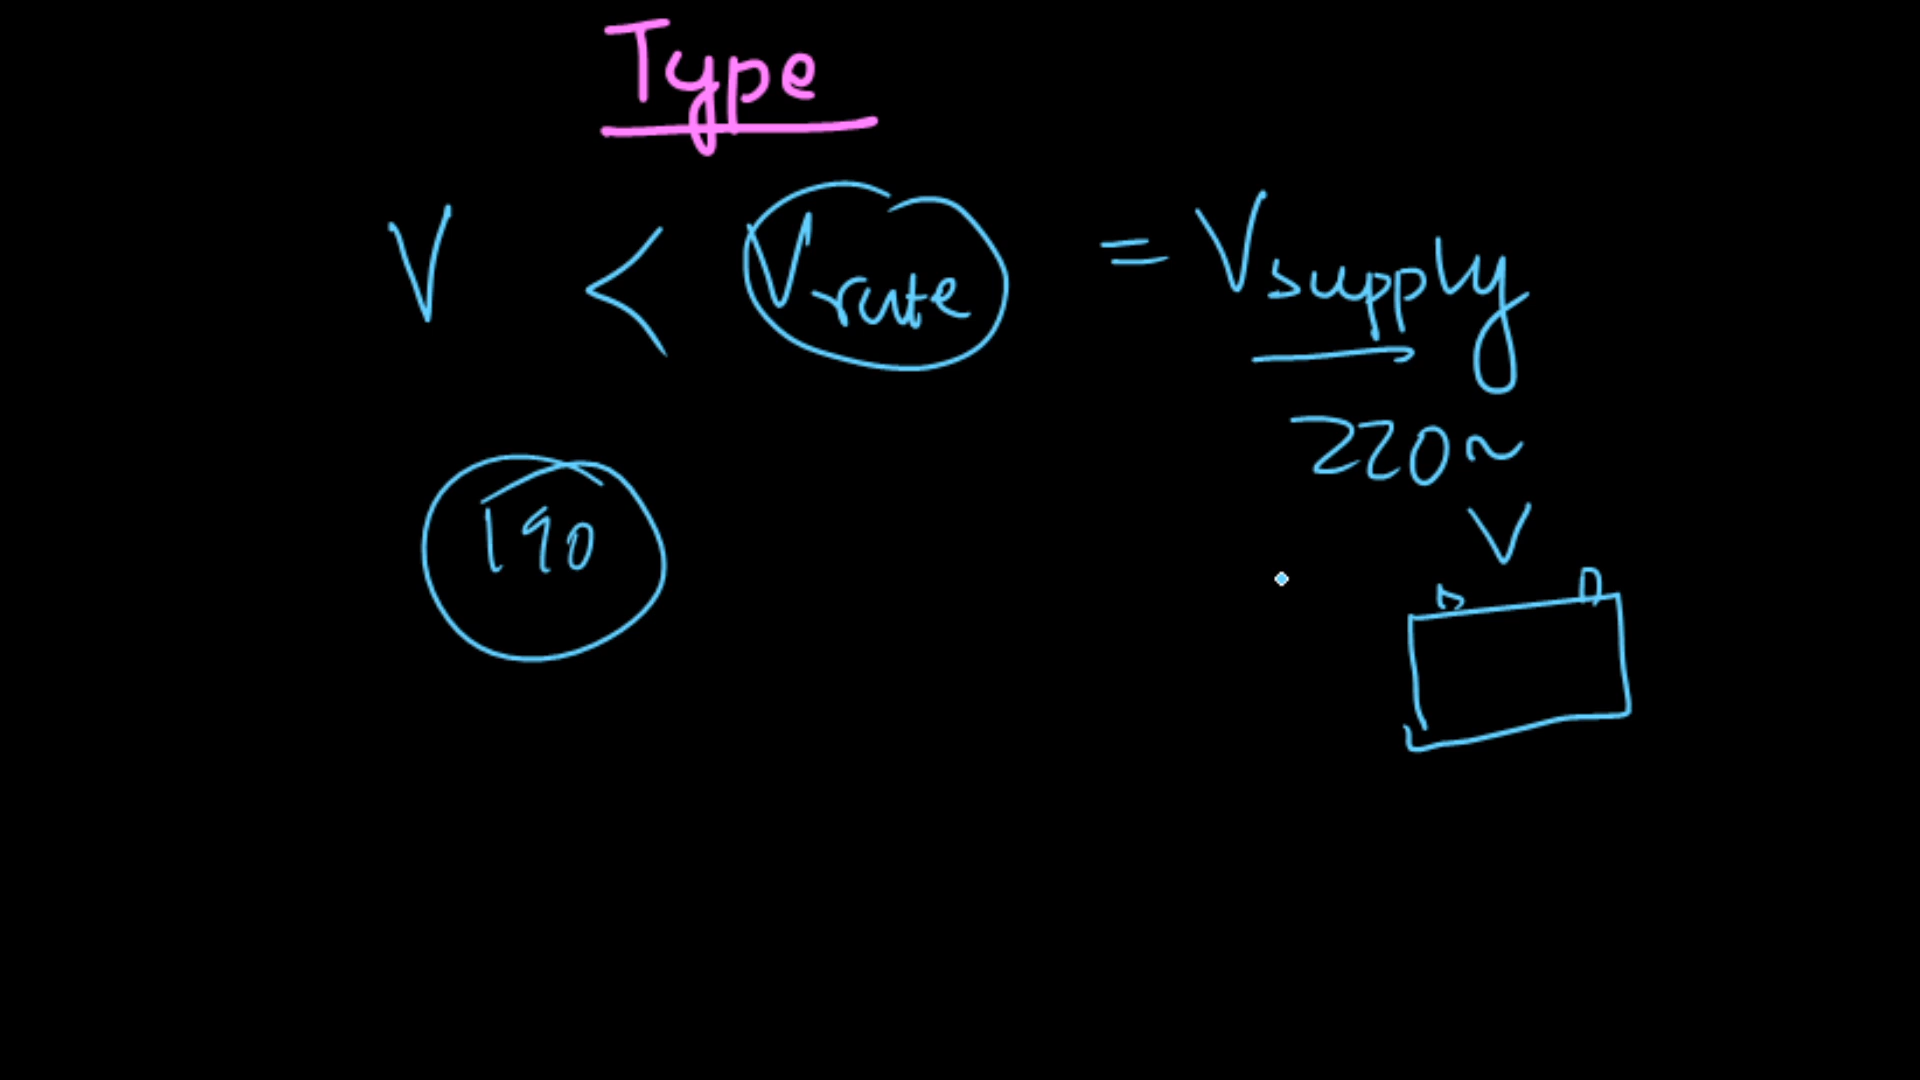 Type
V < Vrate = Vsupply
220~
V
190